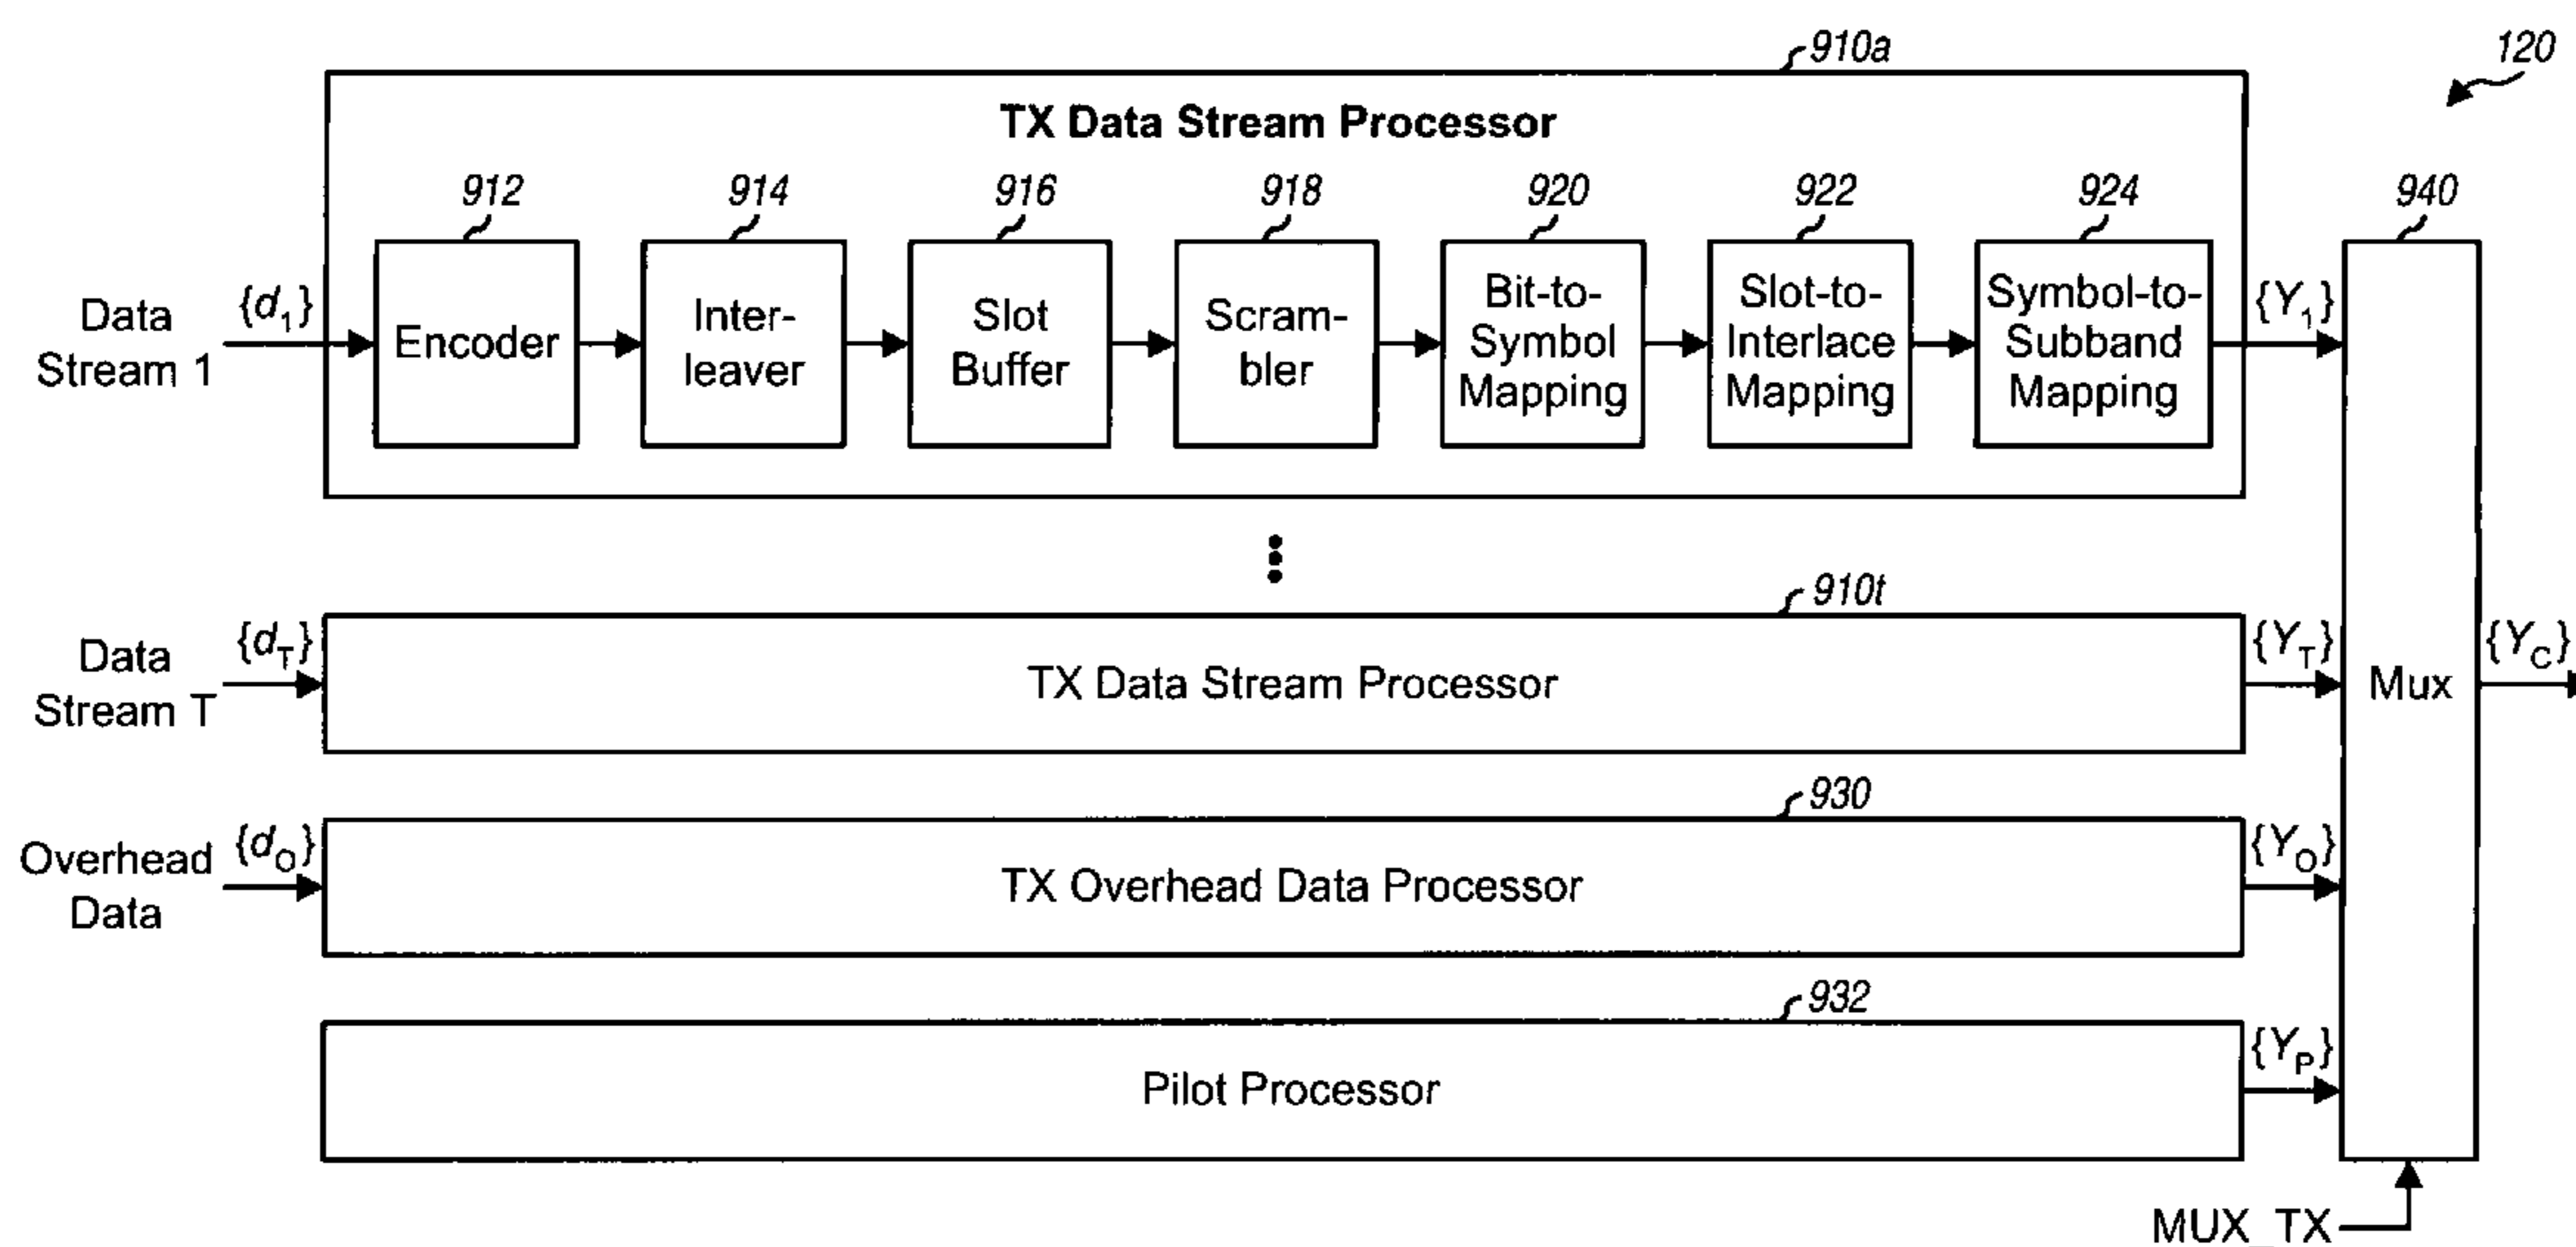 910a
120
TX Data Stream Processor
912
914
916
918
920
922
924
940
Data
Stream 1
{d1}
Encoder
Inter-
leaver
Slot
Buffer
Scram-
bler
Bit-to-
Symbol
Mapping
Slot-to-
Interlace
Mapping
Symbol-to-
Subband
Mapping
{Y1}
910t
Data
Stream T
{dT}
TX Data Stream Processor
{YT}
Mux
{YC}
930
Overhead
Data
{dO}
TX Overhead Data Processor
{YO}
932
Pilot Processor
{YP}
MUX_TX